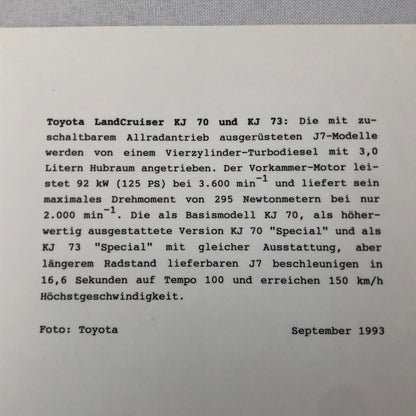 Toyota LandCruiser KJ 70 und KJ 73: Die mit zu-
schaltbarem Allradantrieb ausgerüsteten J7-Modelle
werden von einem Vierzylinder-Turbodiesel mit 3,0
Litern Hubraum angetrieben. Der Vorkammer-Motor lei-
stet 92 kW (125 PS) bei 3.600 min⁻¹ und liefert sein
maximales Drehmoment von 295 Newtonmetern bei nur
2.000 min⁻¹. Die als Basismodell KJ 70, als höher-
wertig ausgestattete Version KJ 70 "Special" und als
KJ 73 "Special" mit gleicher Ausstattung, aber
längerem Radstand lieferbaren J7 beschleunigen in
16,6 Sekunden auf Tempo 100 und erreichen 150 km/h
Höchstgeschwindigkeit.
Foto: Toyota September 1993